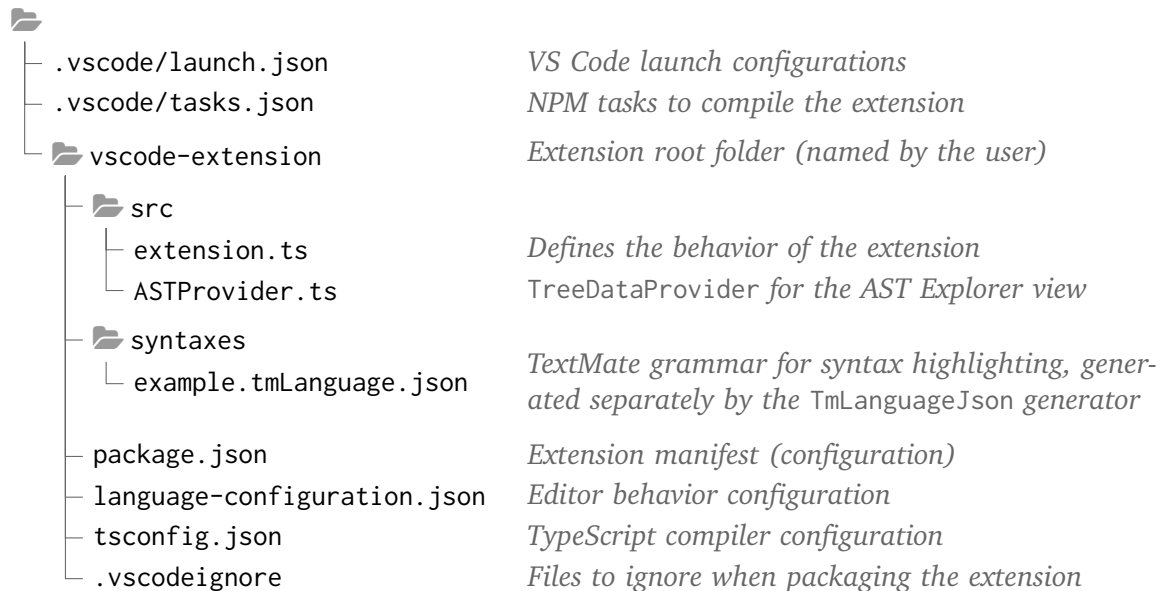 .vscode/launch.json VS Code launch configurations
.vscode/tasks.json NPM tasks to compile the extension
vscode-extension Extension root folder (named by the user)
src
extension.ts Defines the behavior of the extension
ASTProvider.ts TreeDataProvider for the AST Explorer view
syntaxes
example.tmLanguage.json TextMate grammar for syntax highlighting, gener-
ated separately by the TmLanguageJson generator
package.json Extension manifest (configuration)
language-configuration.json Editor behavior configuration
tsconfig.json TypeScript compiler configuration
.vscodeignore Files to ignore when packaging the extension